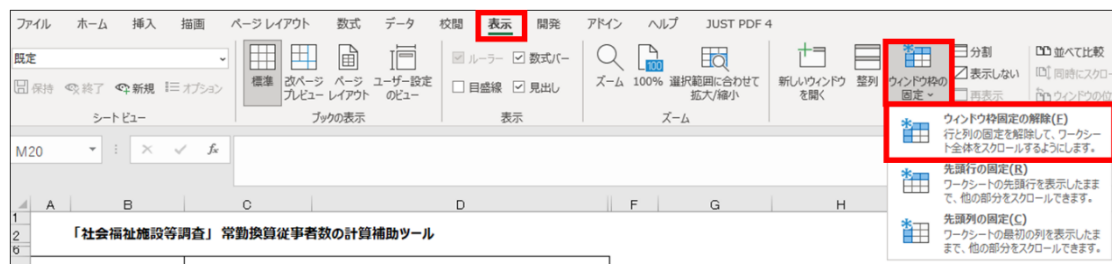 ファイル ホーム 挿入 描画 ページ レイアウト 数式 データ 校閲 表示 開発 アドイン ヘルプ JUST PDF 4
既定
保持 終了 新規 オプション
シート ビュー
標準 改ページ プレビュー ページ レイアウト ユーザー設定 のビュー
ブックの表示
ルーラー 数式バー
目盛線 見出し
表示
ズーム 100% 選択範囲に合わせて 拡大/縮小
ズーム
新しいウィンドウ を開く 整列 ウィンドウ枠の 固定
分割
表示しない
再表示
並べて比較
同時にスクロー
ウィンドウの位
ウィンドウ枠固定の解除(F)
行と列の固定を解除して、ワークシー
ト全体をスクロールするようにします。
先頭行の固定(R)
ワークシートの先頭行を表示したまま
で、他の部分をスクロールできます。
先頭列の固定(C)
ワークシートの最初の列を表示したま
まで、他の部分をスクロールできます。
M20 fx
A B C D F G H
1
2 「社会福祉施設等調査」 常勤換算従事者数の計算補助ツール
6